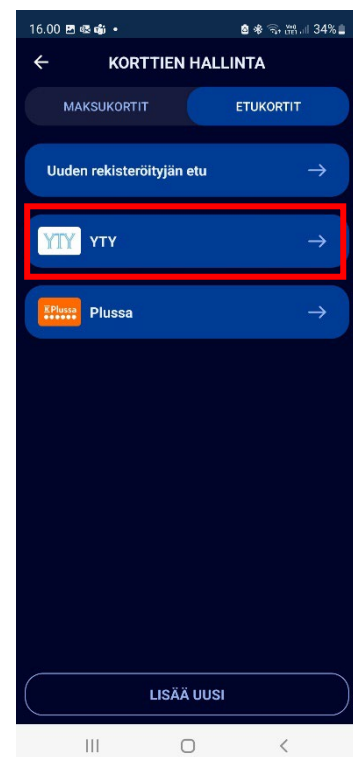 16.00 34%
KORTTIEN HALLINTA
MAKSUKORTIT ETUKORTIT
Uuden rekisteröityjän etu
YTY YTY
K Plussa Plussa
LISÄÄ UUSI